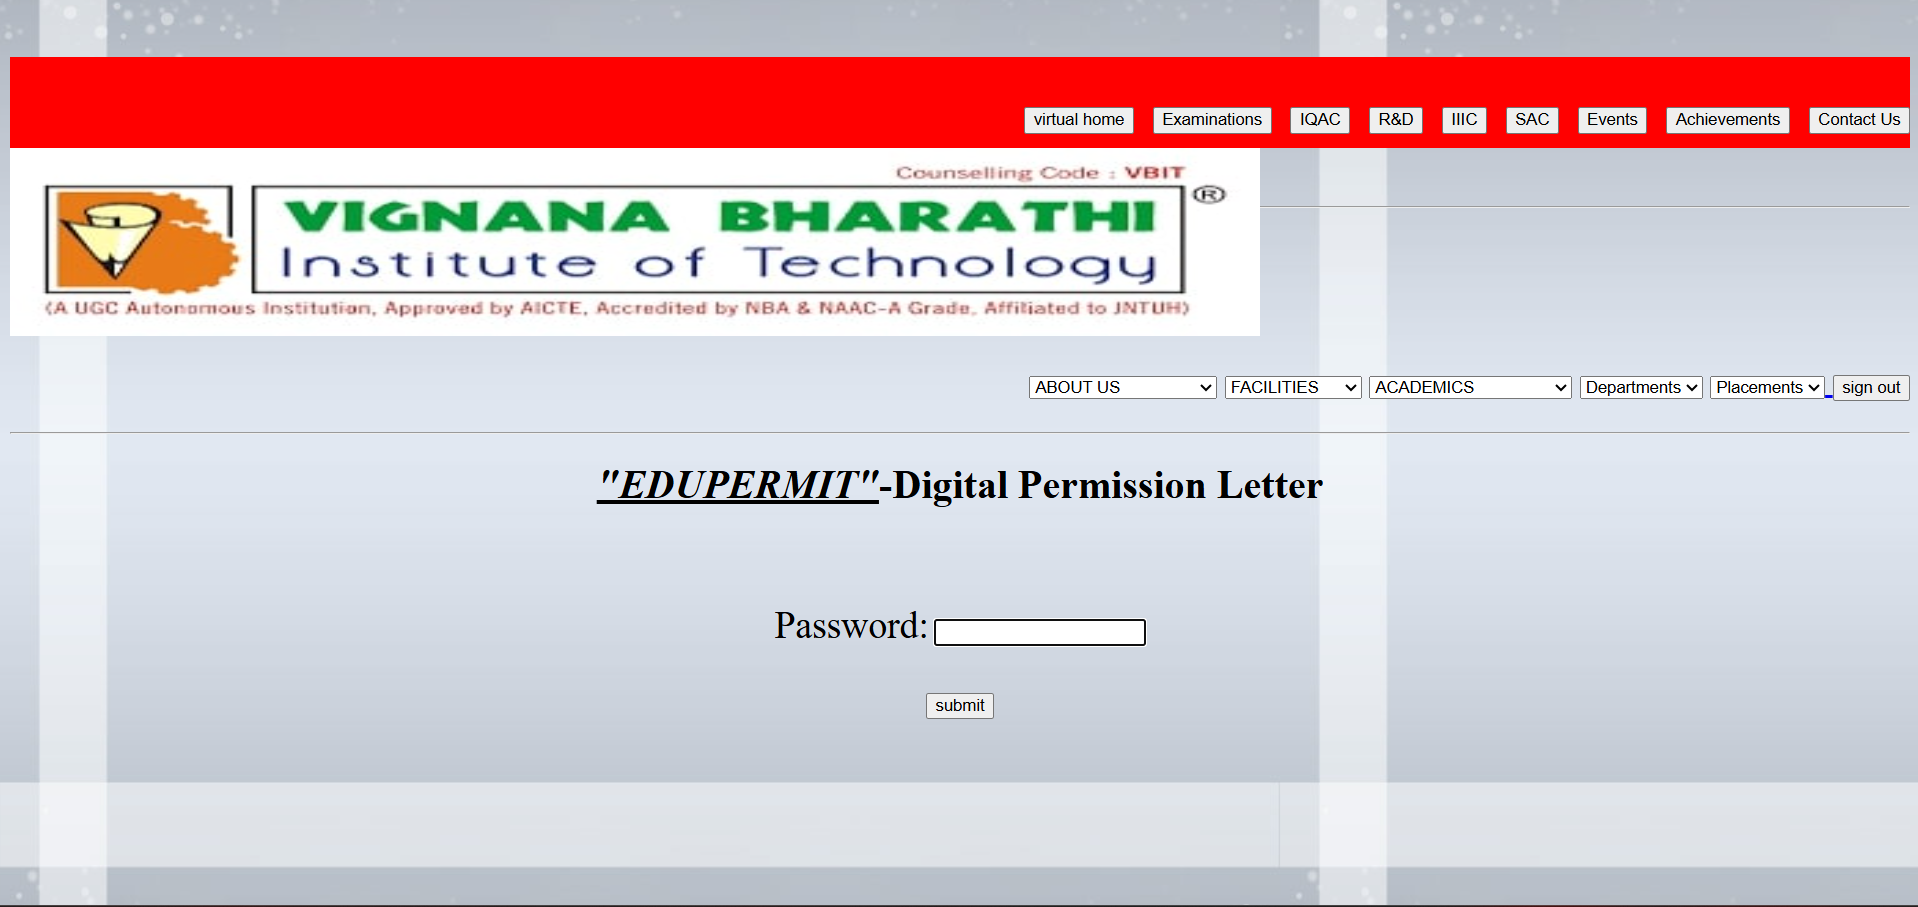 virtual home Examinations IQAC R&D IIIC SAC Events Achievements Contact Us
Counselling Code : VBIT
VIGNANA BHARATHI ®
Institute of Technology
(A UGC Autonomous Institution, Approved by AICTE, Accredited by NBA & NAAC-A Grade, Affiliated to JNTUH)
ABOUT US FACILITIES ACADEMICS Departments Placements sign out
"EDUPERMIT"-Digital Permission Letter
Password:
submit